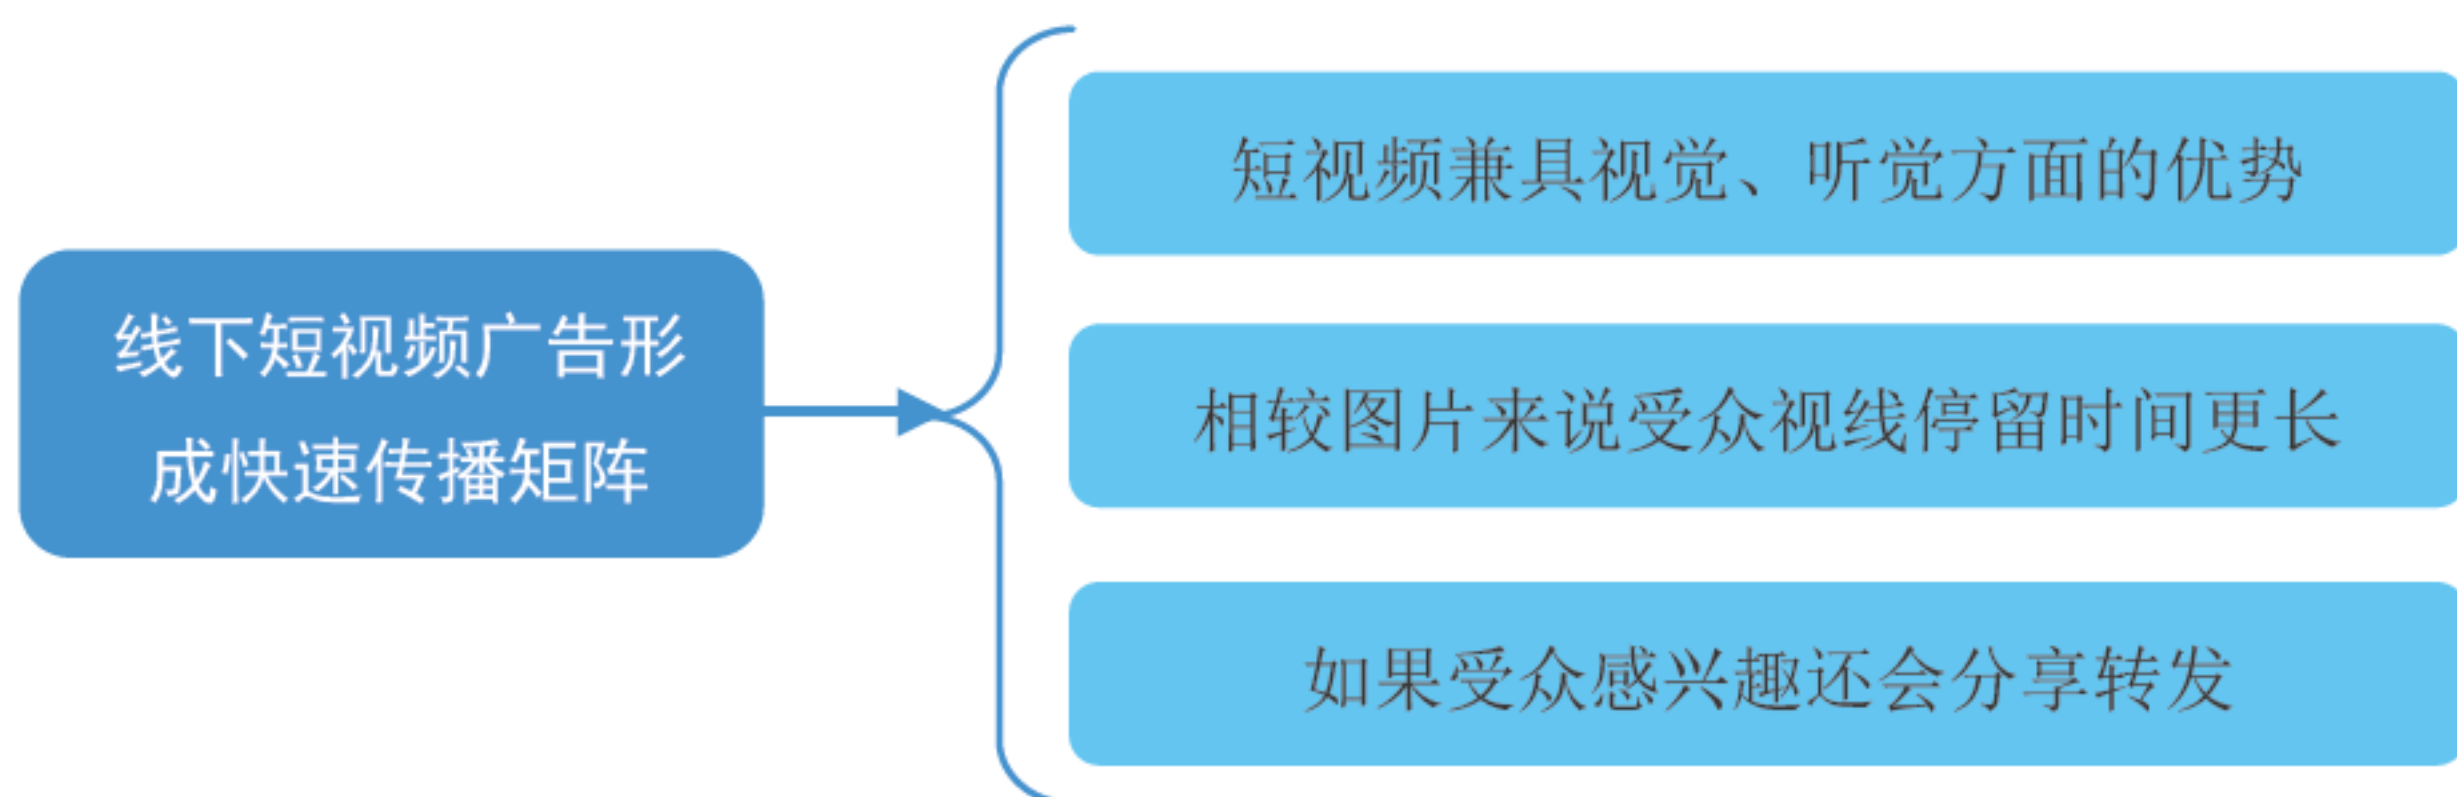 线下短视频广告形
成快速传播矩阵
短视频兼具视觉、听觉方面的优势
相较图片来说受众视线停留时间更长
如果受众感兴趣还会分享转发